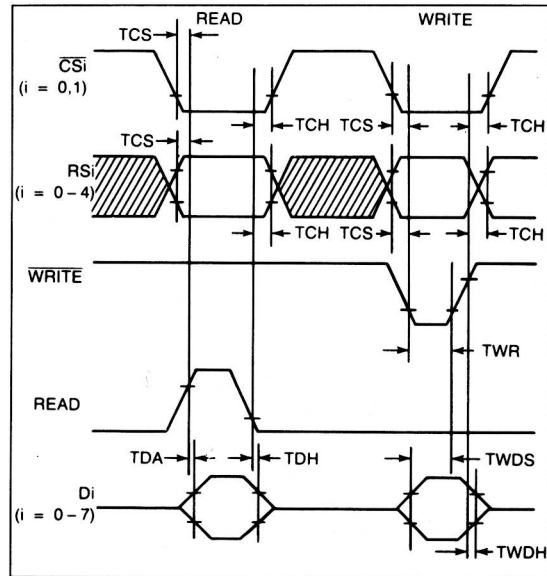 READ WRITE
TCS
CSi
(i = 0,1)
TCH TCS TCH
TCS
RSi
(i = 0–4)
TCH TCS TCH
WRITE
TWR
READ
TDA TDH TWDS
Di
(i = 0–7)
TWDH